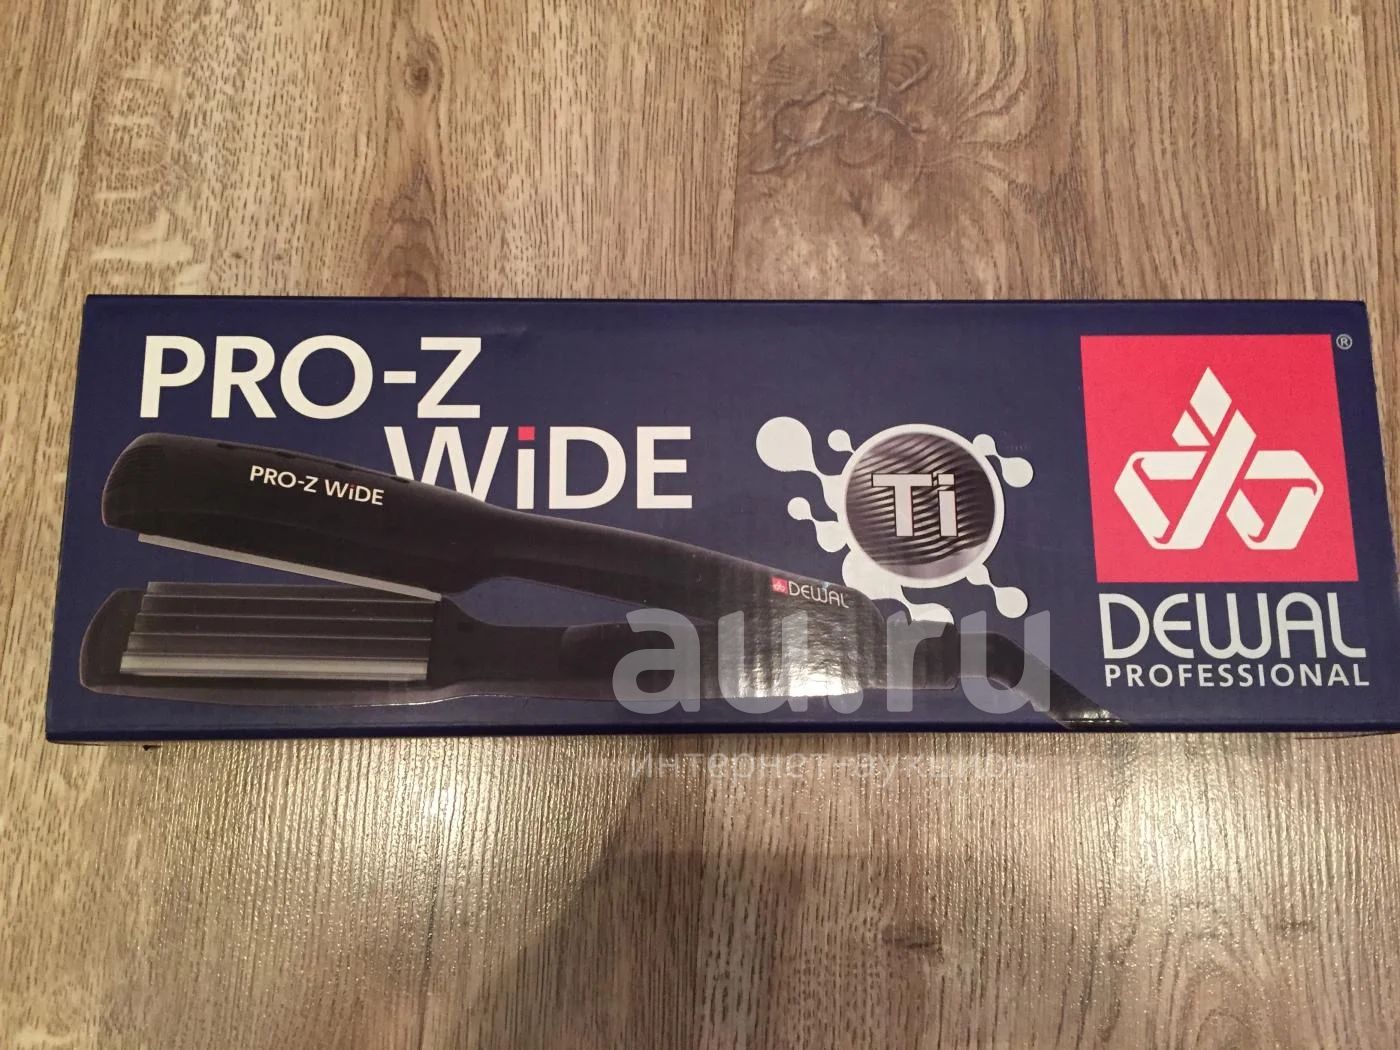 PRO-Z
WiDE
PRO-Z WiDE
Ti
DEWAL
®
DEWAL
PROFESSIONAL
au.ru
интернет-аукцион